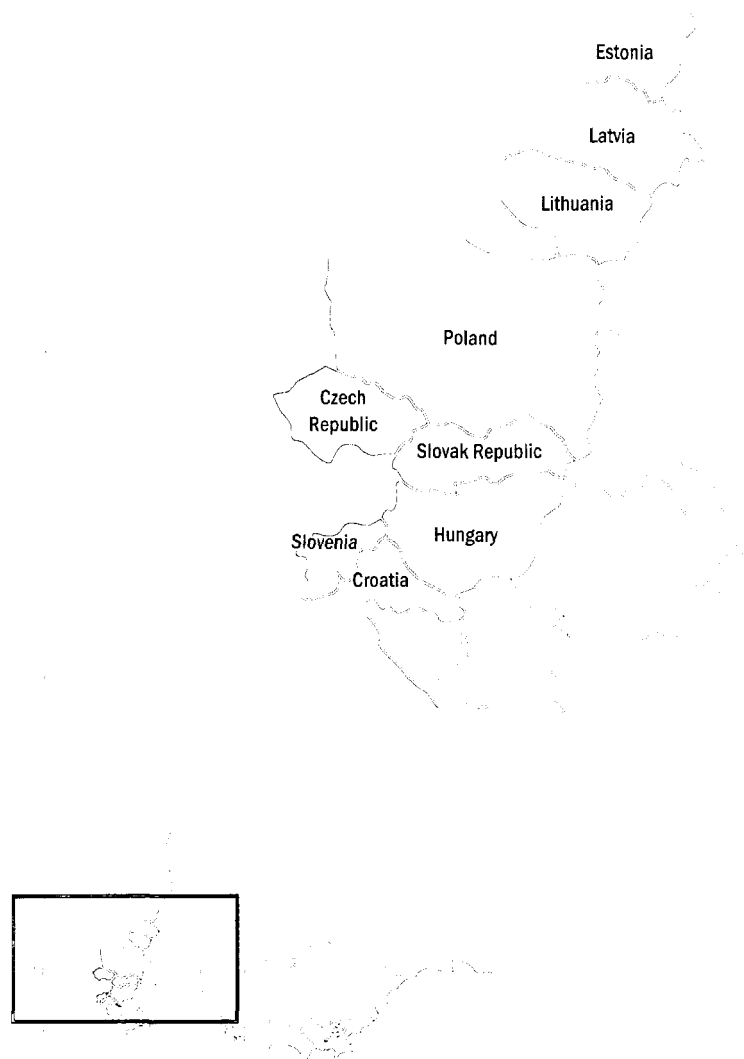 Estonia
Latvia
Lithuania
Poland
Czech
Republic
Slovak Republic
Hungary
Slovenia
Croatia